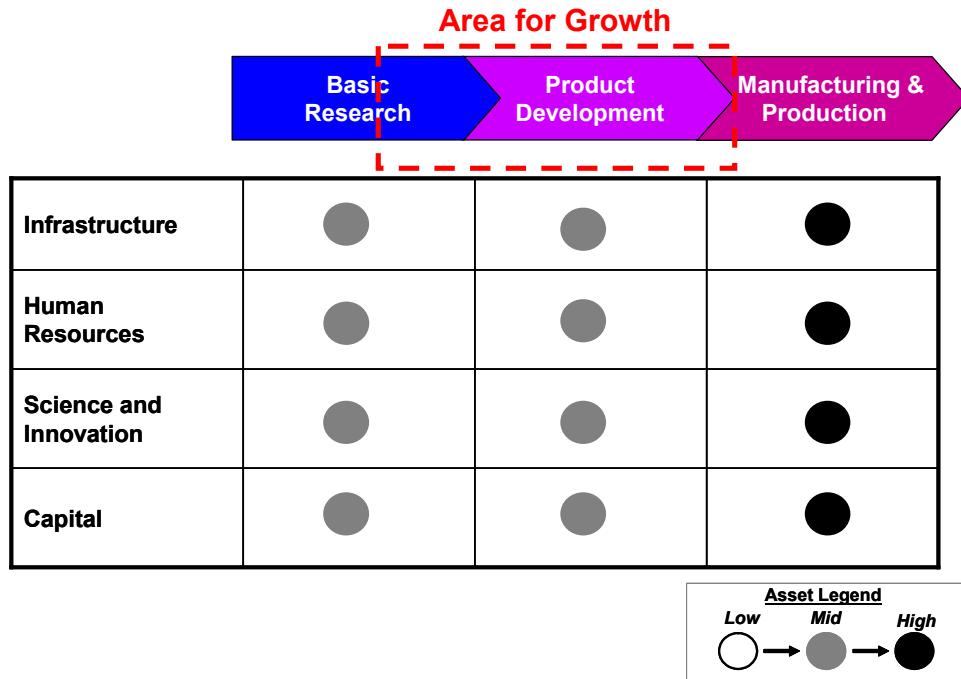 Area for Growth
Basic
Research
Product
Development
Manufacturing &
Production
Infrastructure
Human
Resources
Science and
Innovation
Capital
Asset Legend
Low
Mid
High